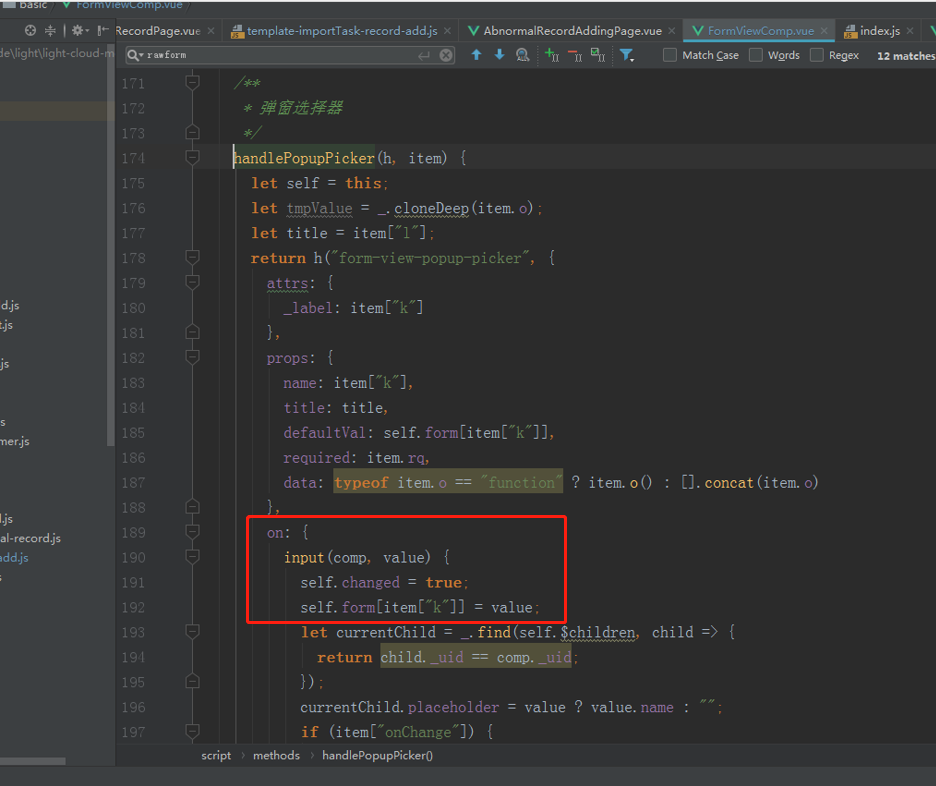 basic FormViewComp.vue
RecordPage.vue × template-importTask-record-add.js × AbnormalRecordAddingPage.vue × FormViewComp.vue × index.js ×
de\light\light-cloud-m rawform Match Case Words Regex 12 matches
171 /**
172 * 弹窗选择器
173 */
174 handlePopupPicker(h, item) {
175 let self = this;
176 let tmpValue = _.cloneDeep(item.o);
177 let title = item["l"];
178 return h("form-view-popup-picker", {
179 attrs: {
180 _label: item["k"]
181 },
182 props: {
183 name: item["k"],
184 title: title,
185 defaultVal: self.form[item["k"]],
186 required: item.rq,
187 data: typeof item.o == "function" ? item.o() : [].concat(item.o)
188 },
189 on: {
190 input(comp, value) {
191 self.changed = true;
192 self.form[item["k"]] = value;
193 let currentChild = _.find(self.$children, child => {
194 return child._uid == comp._uid;
195 });
196 currentChild.placeholder = value ? value.name : "";
197 if (item["onChange"]) {
script › methods › handlePopupPicker()
d.js
t.js
js
s
mer.js
l.js
al-record.js
add.js
s